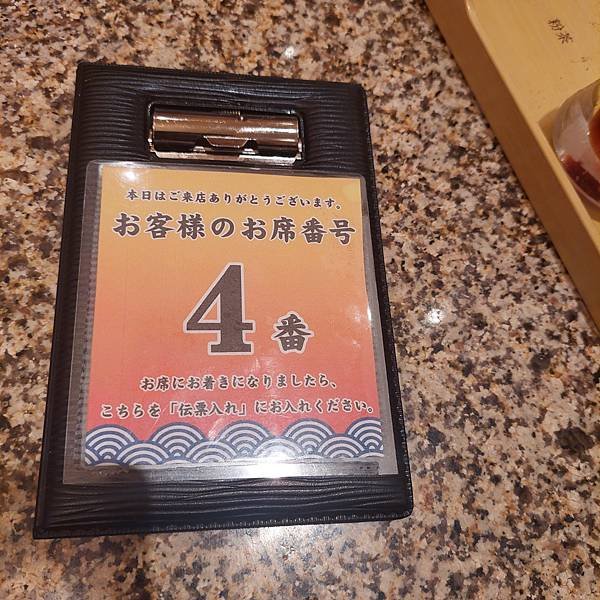 本日はご来店ありがとうございます。
お客様のお席番号
4番
お席にお着きになりましたら、
こちらを「伝票入れ」にお入れください。
粉茶